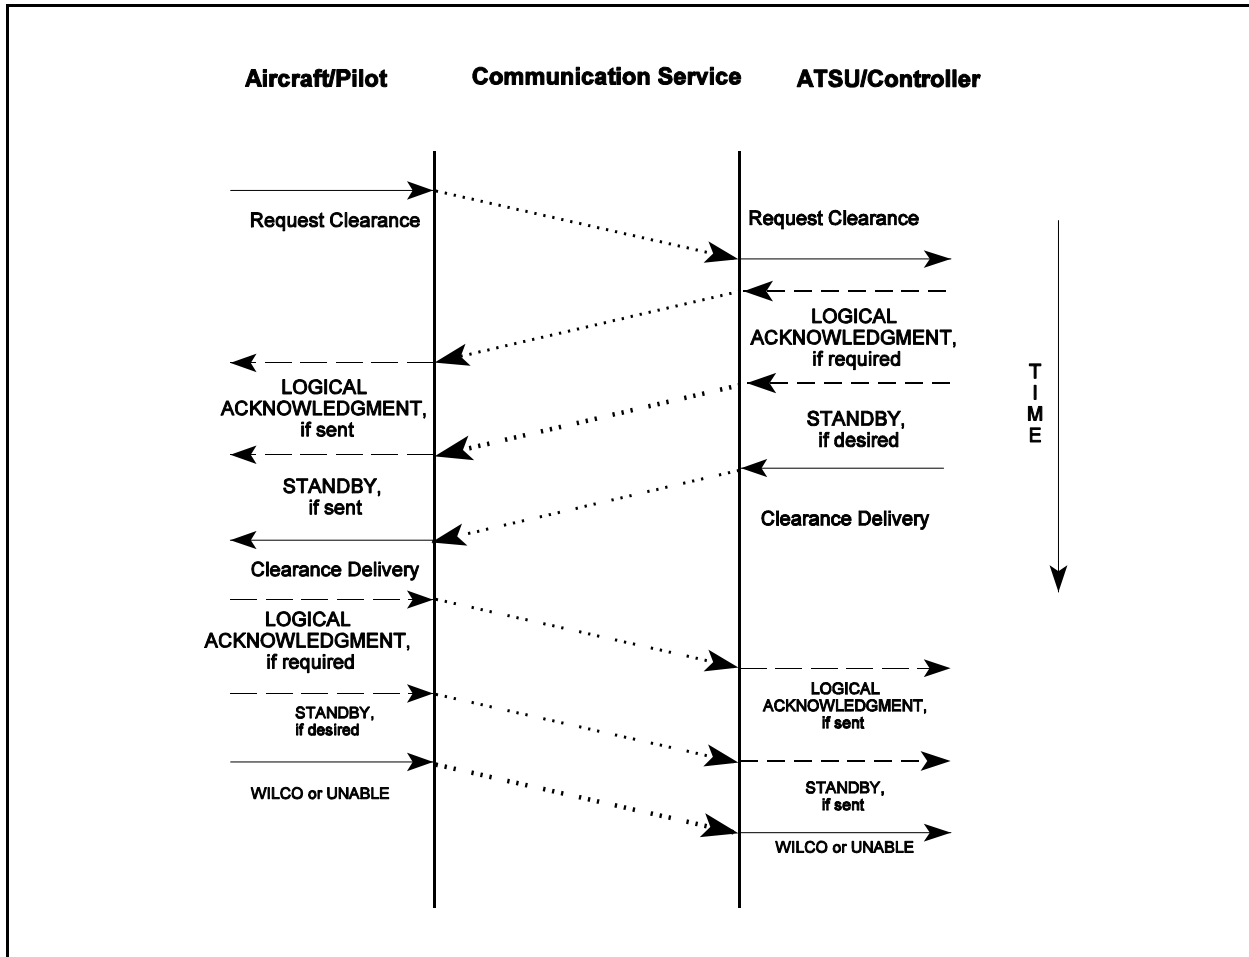 Aircraft/Pilot
Communication Service
ATSU/Controller
Request Clearance
Request Clearance
LOGICAL
ACKNOWLEDGMENT,
if required
LOGICAL
ACKNOWLEDGMENT,
if sent
STANDBY,
if desired
STANDBY,
if sent
Clearance Delivery
Clearance Delivery
LOGICAL
ACKNOWLEDGMENT,
if required
LOGICAL
ACKNOWLEDGMENT,
if sent
STANDBY,
if desired
STANDBY,
if sent
WILCO or UNABLE
WILCO or UNABLE
TIME